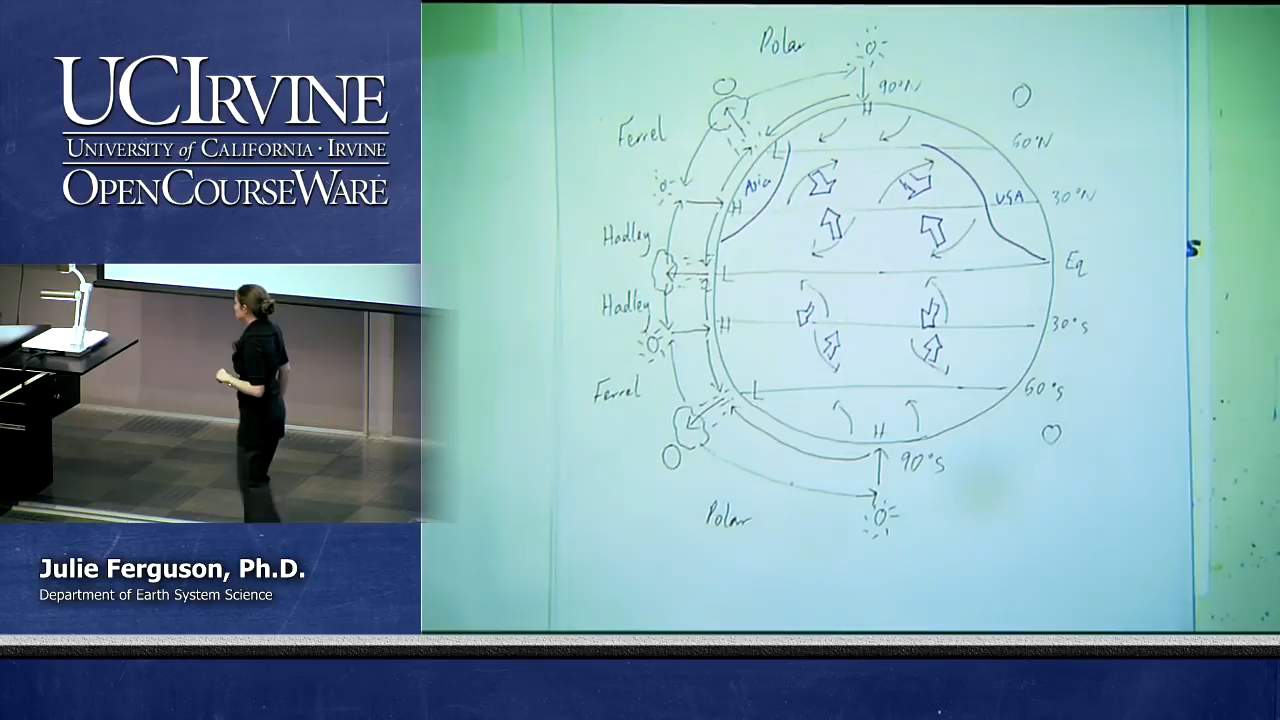 UCIRVINE
UNIVERSITY of CALIFORNIA · IRVINE
OPENCOURSEWARE
Julie Ferguson, Ph.D.
Department of Earth System Science
Polar
90°N
H
Ferrel
60°N
L
Asia
USA
30°N
H
Hadley
Eq
L
Hadley
H
30°S
Ferrel
L
60°S
H
90°S
Polar
S